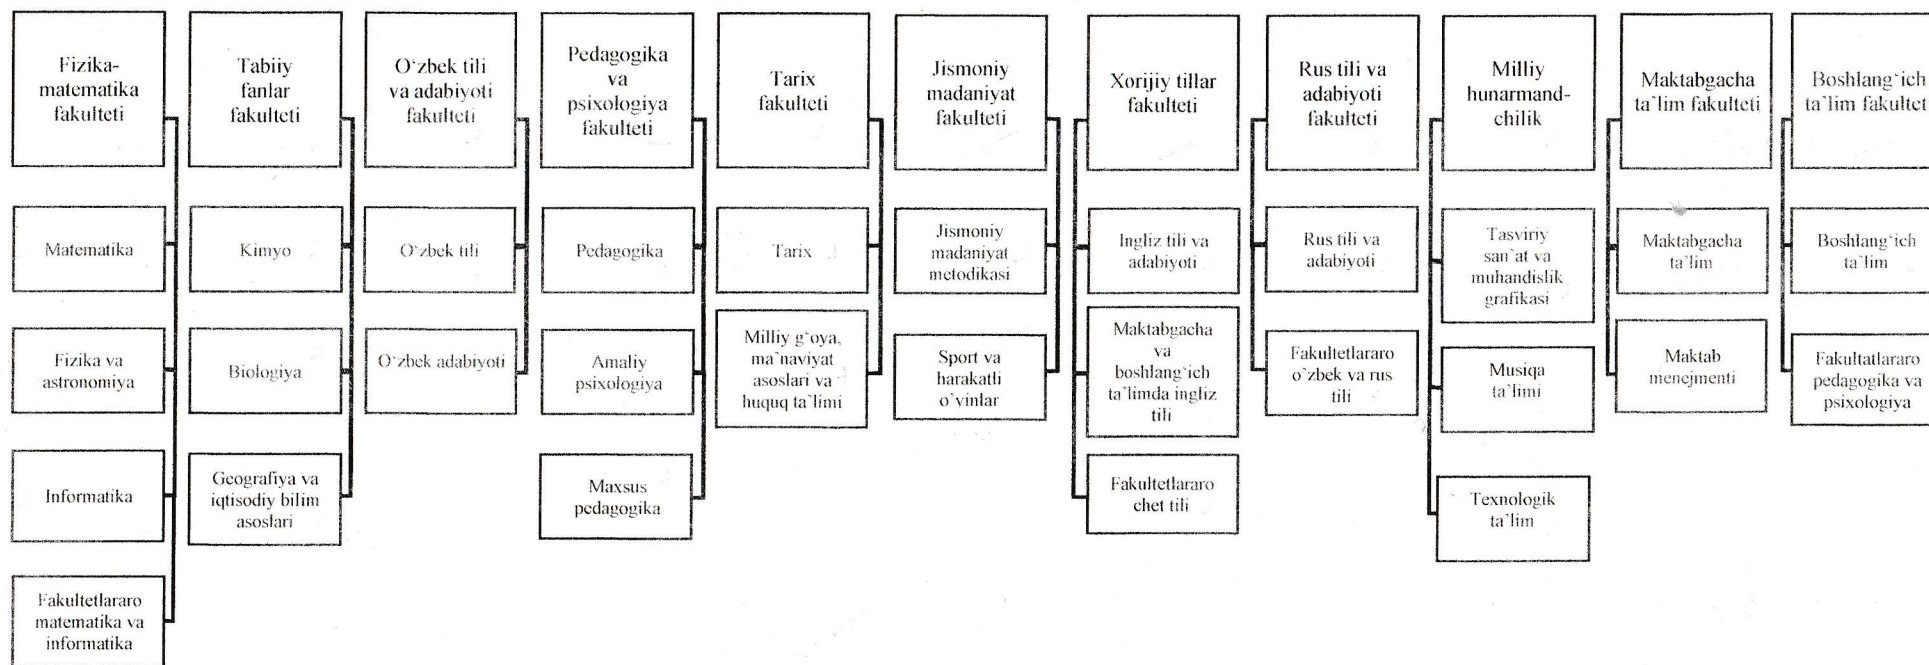 Fizika-
matematika
fakulteti
Tabiiy
fanlar
fakulteti
O‘zbek tili
va adabiyoti
fakulteti
Pedagogika
va
psixologiya
fakulteti
Tarix
fakulteti
Jismoniy
madaniyat
fakulteti
Xorijiy tillar
fakulteti
Rus tili va
adabiyoti
fakulteti
Milliy
hunarmand-
chilik
Maktabgacha
ta`lim fakulteti
Boshlang‘ich
ta`lim fakultet
Matematika
Kimyo
O‘zbek tili
Pedagogika
Tarix
Jismoniy
madaniyat
metodikasi
Ingliz tili va
adabiyoti
Rus tili va
adabiyoti
Tasviriy
san`at va
muhandislik
grafikasi
Maktabgacha
ta`lim
Boshlang‘ich
ta`lim
Fizika va
astronomiya
Biologiya
O‘zbek adabiyoti
Amaliy
psixologiya
Milliy g‘oya,
ma`naviyat
asoslari va
huquq ta`limi
Sport va
harakatli
o`yinlar
Maktabgacha
va
boshlang‘ich
ta`limda ingliz
tili
Fakultetlararo
o`zbek va rus
tili
Musiqa
ta`limi
Maktab
menejmenti
Fakultatlararo
pedagogika va
psixologiya
Informatika
Geografiya va
iqtisodiy bilim
asoslari
Maxsus
pedagogika
Fakultetlararo
chet tili
Texnologik
ta`lim
Fakultetlararo
matematika va
informatika